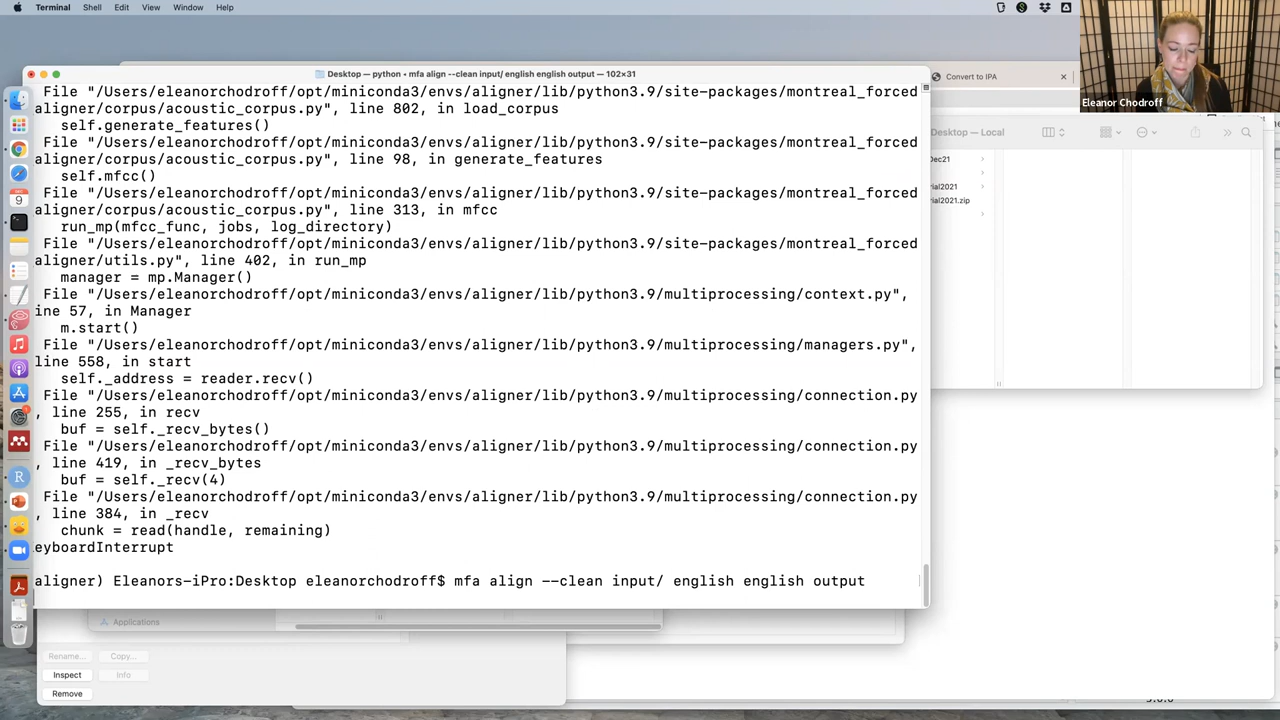 Terminal Shell Edit View Window Help
Desktop — python • mfa align --clean input/ english english output — 102×31
File "/Users/eleanorchodroff/opt/miniconda3/envs/aligner/lib/python3.9/site-packages/montreal_forced
aligner/corpus/acoustic_corpus.py", line 802, in load_corpus
self.generate_features()
File "/Users/eleanorchodroff/opt/miniconda3/envs/aligner/lib/python3.9/site-packages/montreal_forced
aligner/corpus/acoustic_corpus.py", line 98, in generate_features
self.mfcc()
File "/Users/eleanorchodroff/opt/miniconda3/envs/aligner/lib/python3.9/site-packages/montreal_forced
aligner/corpus/acoustic_corpus.py", line 313, in mfcc
run_mp(mfcc_func, jobs, log_directory)
File "/Users/eleanorchodroff/opt/miniconda3/envs/aligner/lib/python3.9/site-packages/montreal_forced
aligner/utils.py", line 402, in run_mp
manager = mp.Manager()
File "/Users/eleanorchodroff/opt/miniconda3/envs/aligner/lib/python3.9/multiprocessing/context.py",
ine 57, in Manager
m.start()
File "/Users/eleanorchodroff/opt/miniconda3/envs/aligner/lib/python3.9/multiprocessing/managers.py",
line 558, in start
self._address = reader.recv()
File "/Users/eleanorchodroff/opt/miniconda3/envs/aligner/lib/python3.9/multiprocessing/connection.py
, line 255, in recv
buf = self._recv_bytes()
File "/Users/eleanorchodroff/opt/miniconda3/envs/aligner/lib/python3.9/multiprocessing/connection.py
, line 419, in _recv_bytes
buf = self._recv(4)
File "/Users/eleanorchodroff/opt/miniconda3/envs/aligner/lib/python3.9/multiprocessing/connection.py
, line 384, in _recv
chunk = read(handle, remaining)
eyboardInterrupt
aligner) Eleanors-iPro:Desktop eleanorchodroff$ mfa align --clean input/ english english output
Convert to IPA
Eleanor Chodroff
Desktop — Local
Dec21
rial2021
rial2021.zip
Applications
Rename... Copy...
Inspect Info
Remove